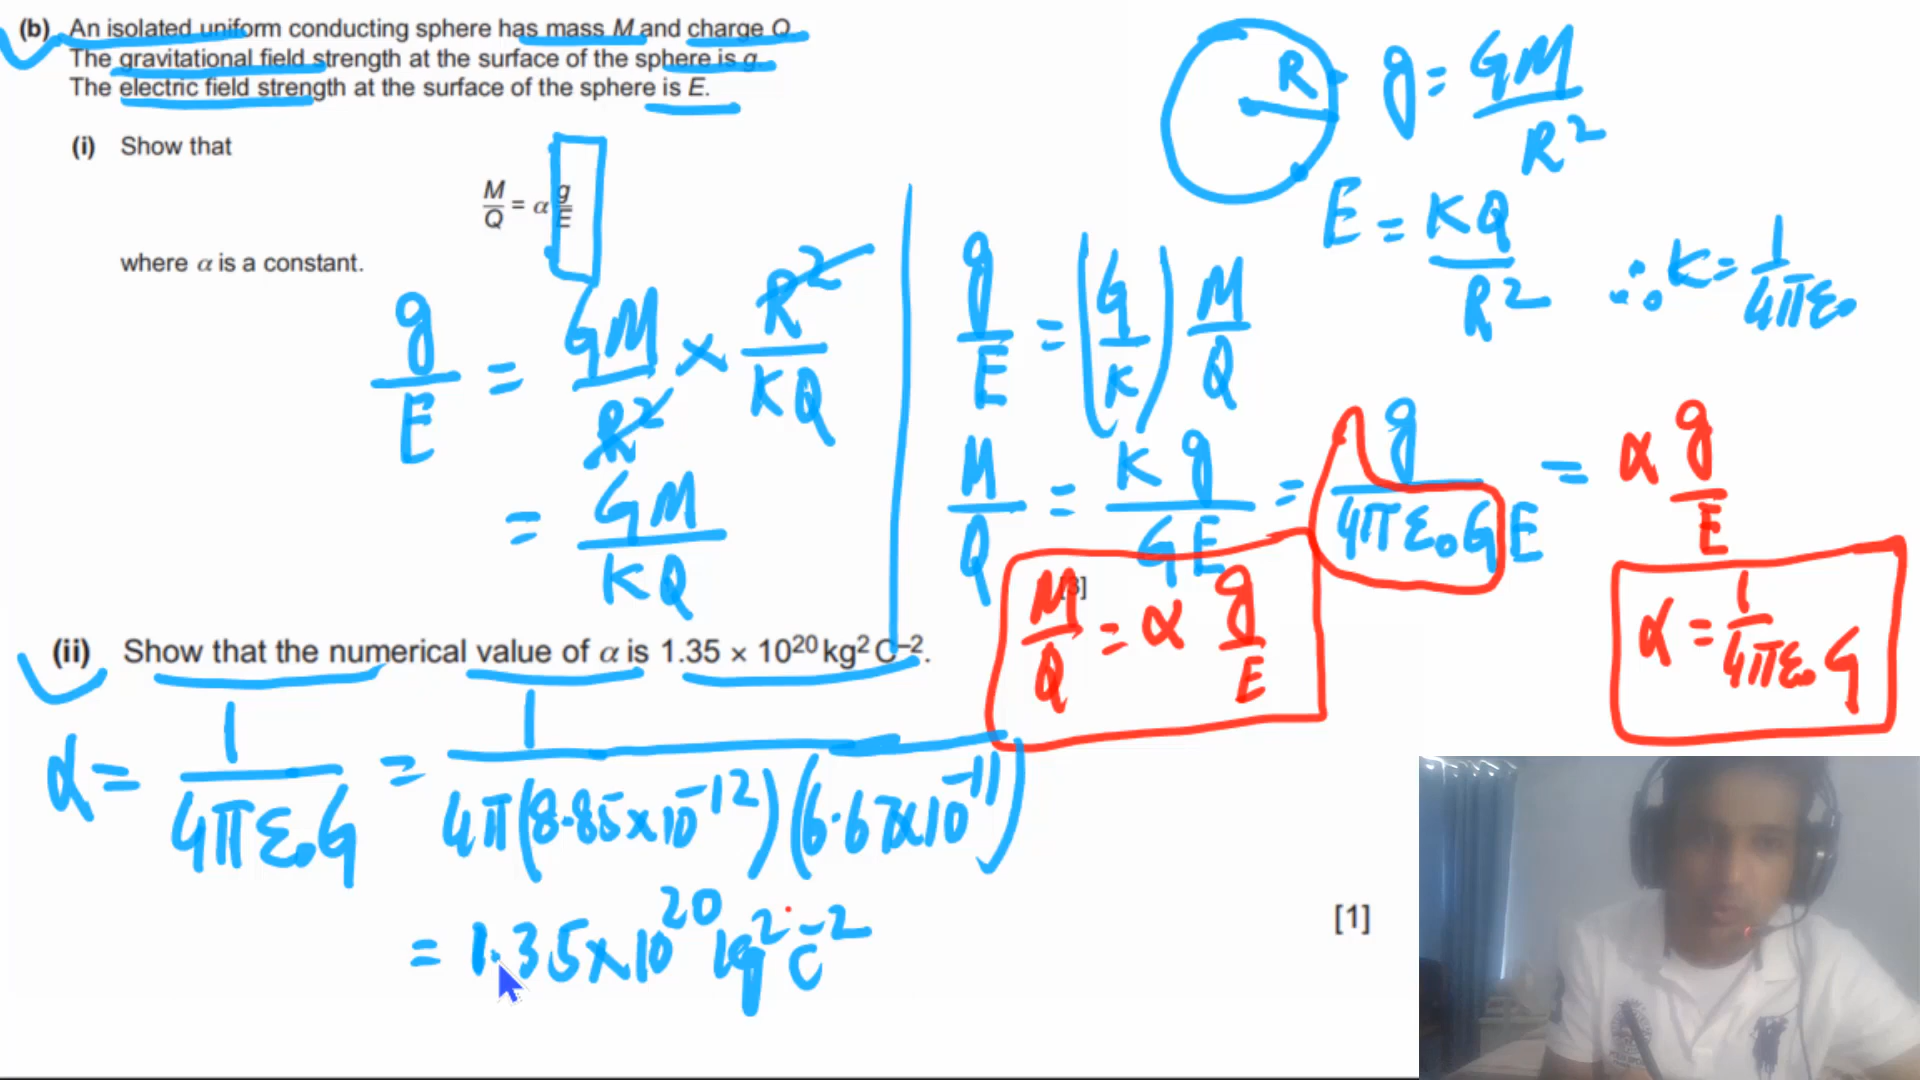 (b) An isolated uniform conducting sphere has mass M and charge Q.
The gravitational field strength at the surface of the sphere is g.
The electric field strength at the surface of the sphere is E.
(i) Show that
M/Q = α g/E
where α is a constant.
R
g = GM/R²
E = KQ/R²
∴ K = 1/4πε₀
g/E = GM/R² × R²/KQ
= GM/KQ
g/E = (G/K) M/Q
M/Q = K g/G E = g/4πε₀G E = α g/E
[3]
M/Q = α g/E
α = 1/4πε₀G
(ii) Show that the numerical value of α is 1.35 × 10²⁰ kg² C⁻².
α = 1/4πε₀G = 1/4π(8.85×10⁻¹²)(6.67×10⁻¹¹)
= 1.35×10²⁰ kg² C⁻²
[1]